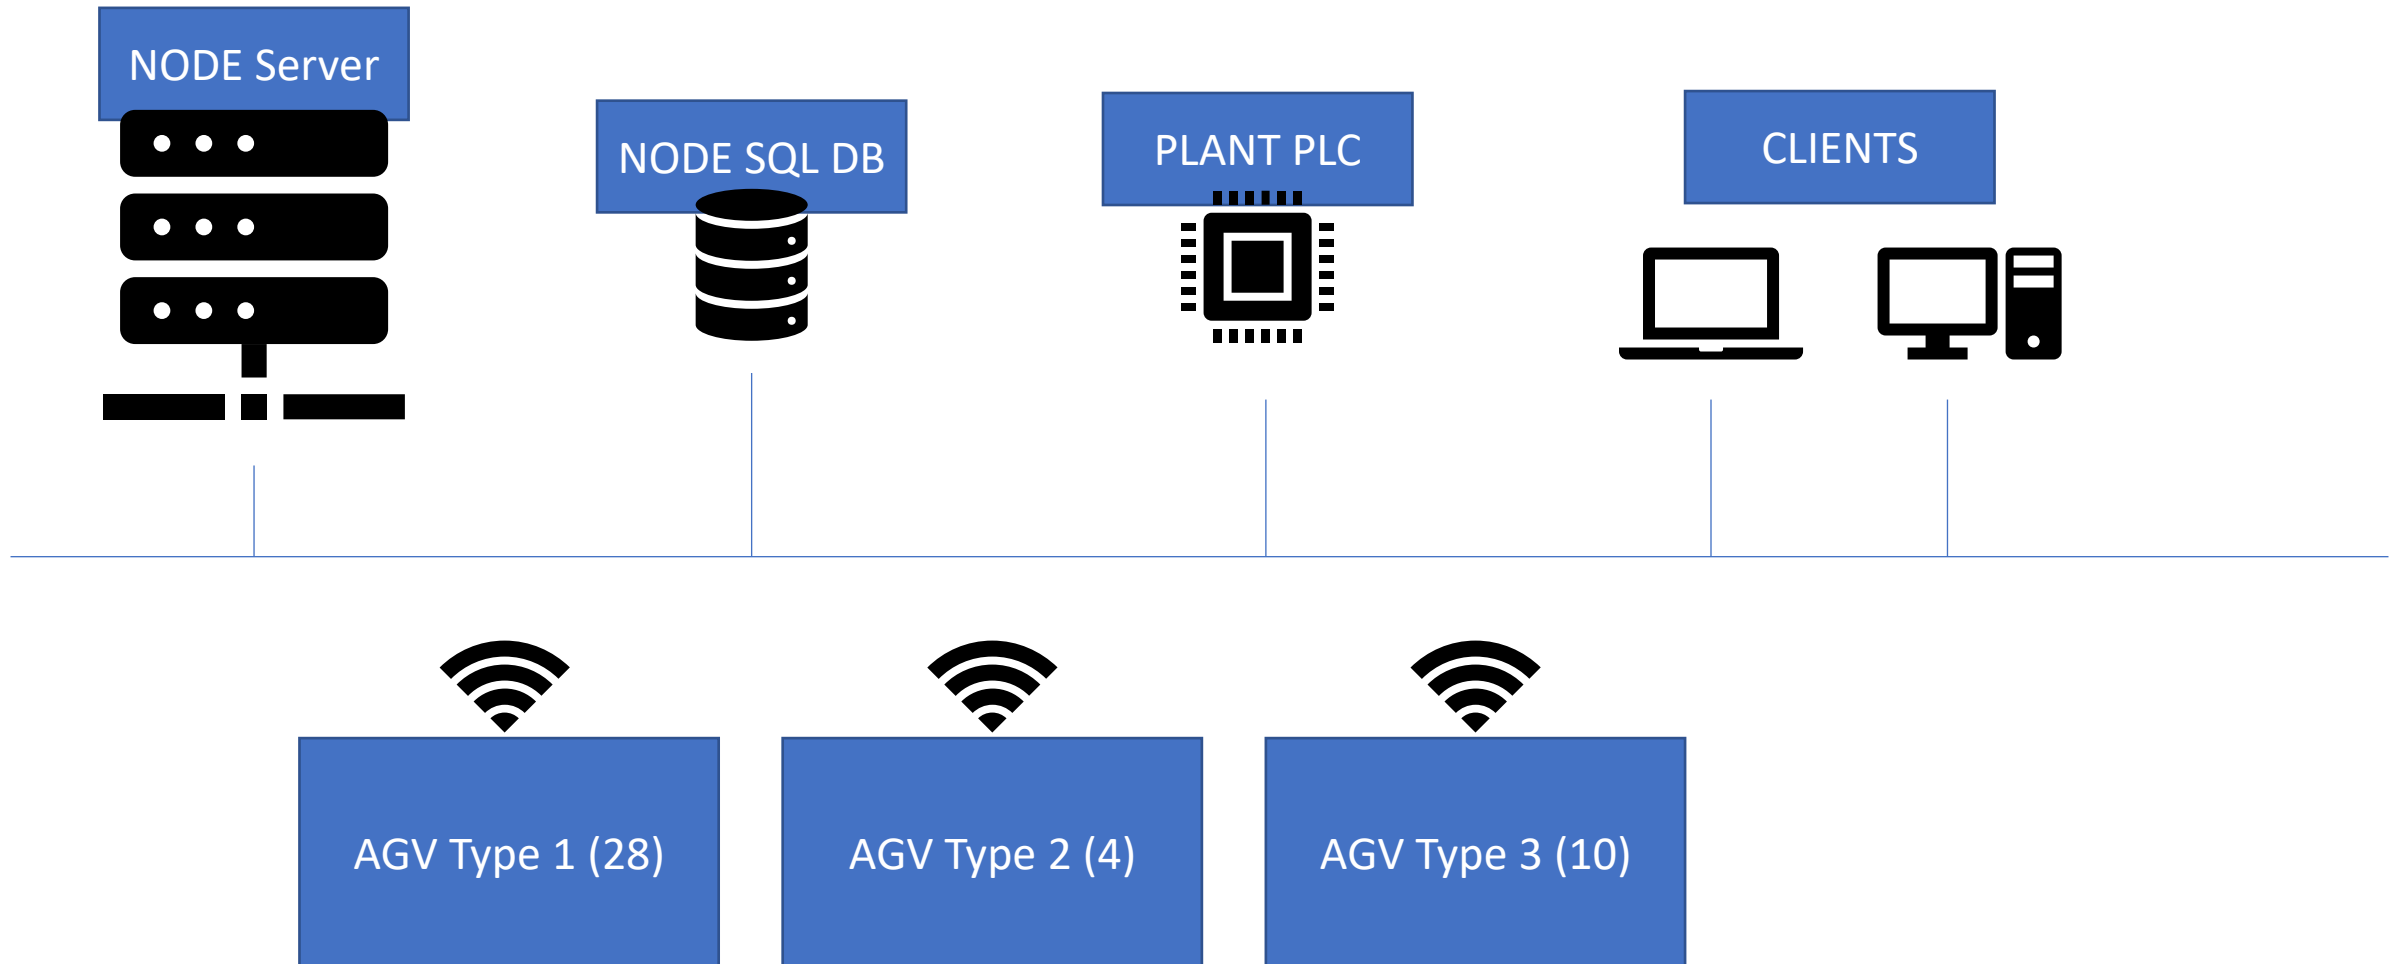 NODE Server
NODE SQL DB
PLANT PLC
CLIENTS
AGV Type 1 (28)
AGV Type 2 (4)
AGV Type 3 (10)